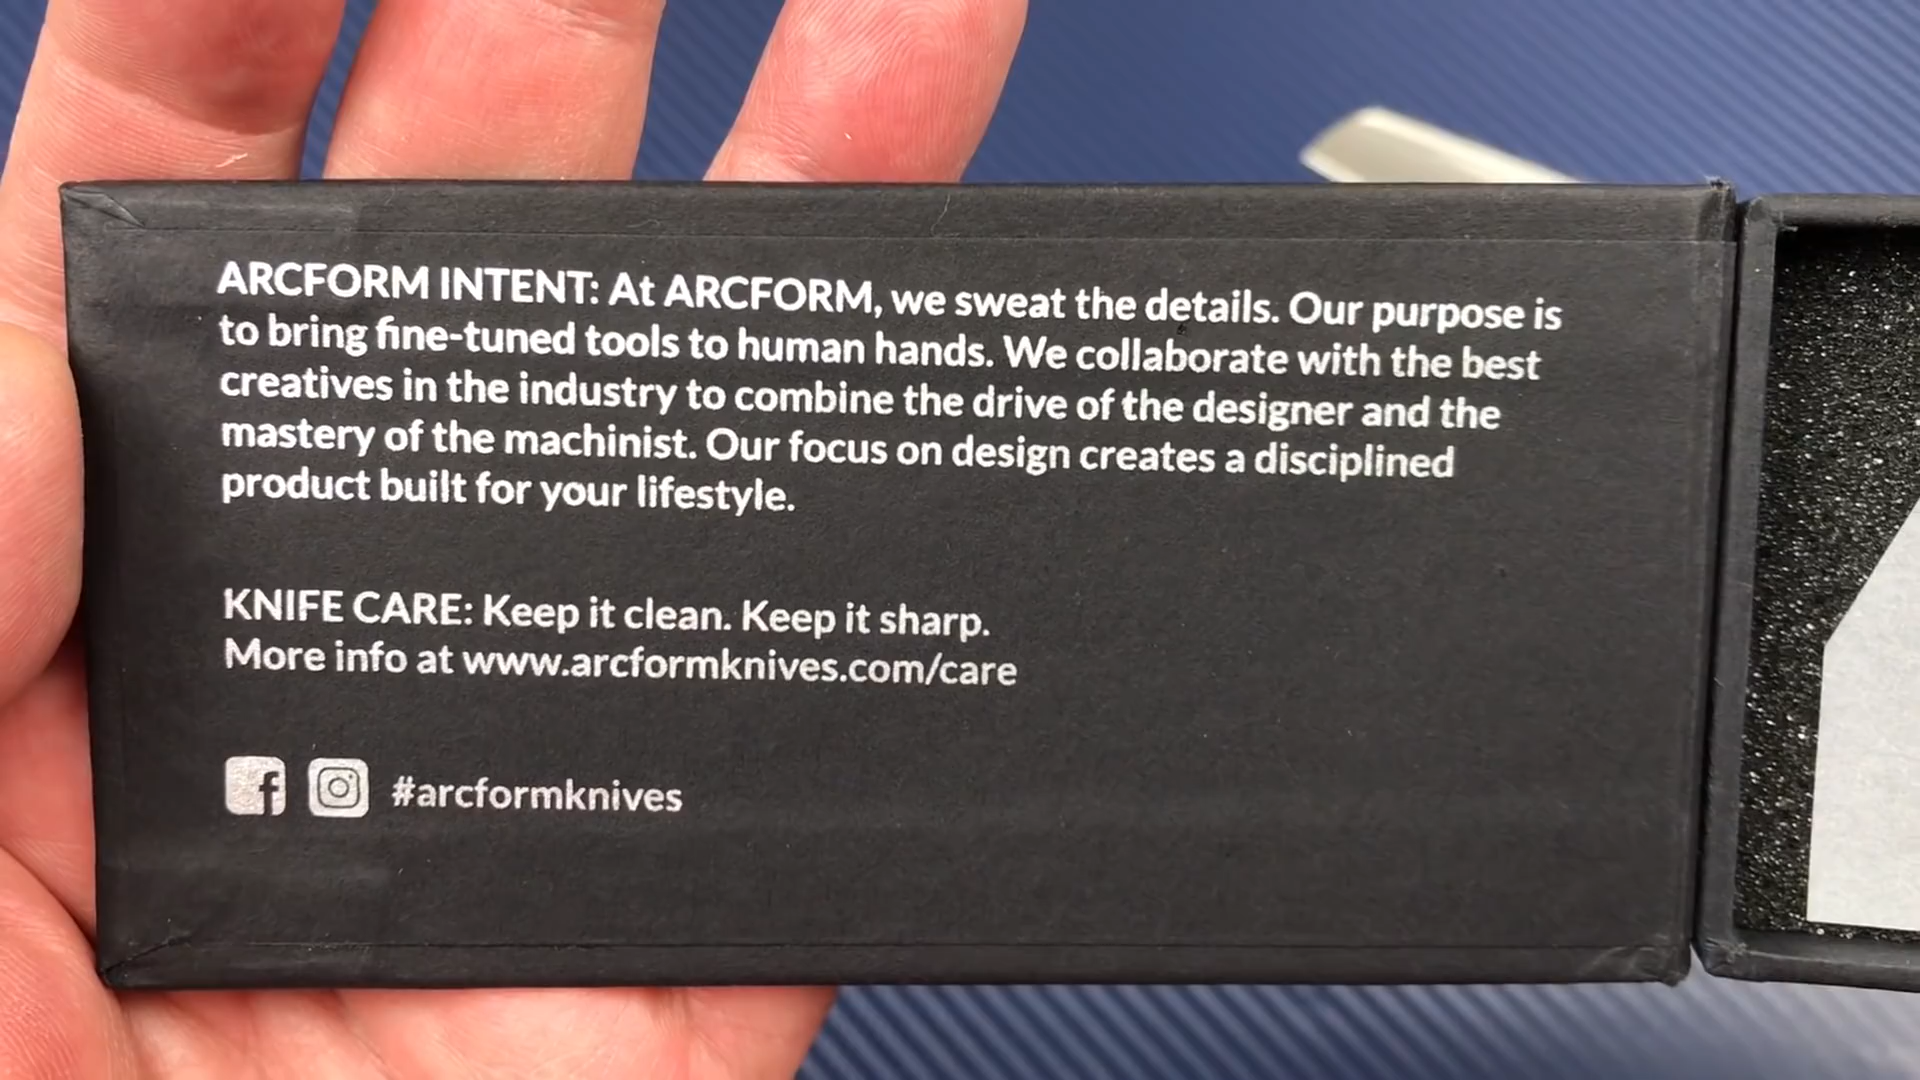 ARCFORM INTENT: At ARCFORM, we sweat the details. Our purpose is
to bring fine-tuned tools to human hands. We collaborate with the best
creatives in the industry to combine the drive of the designer and the
mastery of the machinist. Our focus on design creates a disciplined
product built for your lifestyle.
KNIFE CARE: Keep it clean. Keep it sharp.
More info at www.arcformknives.com/care
#arcformknives